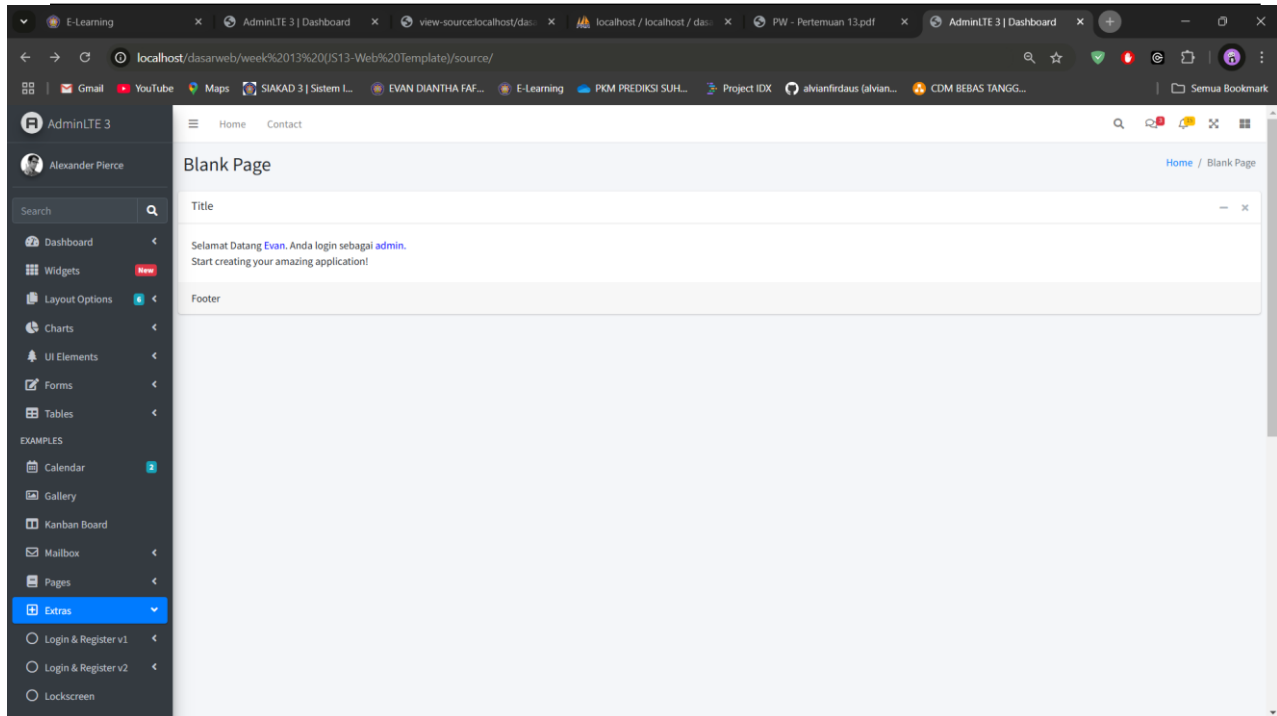 E-Learning
AdminLTE 3 | Dashboard
view-source:localhost/das
localhost / localhost / das
PW - Pertemuan 13.pdf
AdminLTE 3 | Dashboard
localhost/dasarweb/week%2013%20(JS13-Web%20Template)/source/
Gmail
YouTube
Maps
SIAKAD 3 | Sistem I...
EVAN DIANTHA FAF...
E-Learning
PKM PREDIKSI SUH...
Project IDX
alvianfirdaus (alvian...
CDM BEBAS TANGG...
Semua Bookmark
AdminLTE 3
Home
Contact
Alexander Pierce
Blank Page
Home / Blank Page
Search
Title
Dashboard
Selamat Datang Evan. Anda login sebagai admin.
Start creating your amazing application!
Widgets
New
Layout Options
6
Footer
Charts
UI Elements
Forms
Tables
EXAMPLES
Calendar
2
Gallery
Kanban Board
Mailbox
Pages
Extras
Login & Register v1
Login & Register v2
Lockscreen